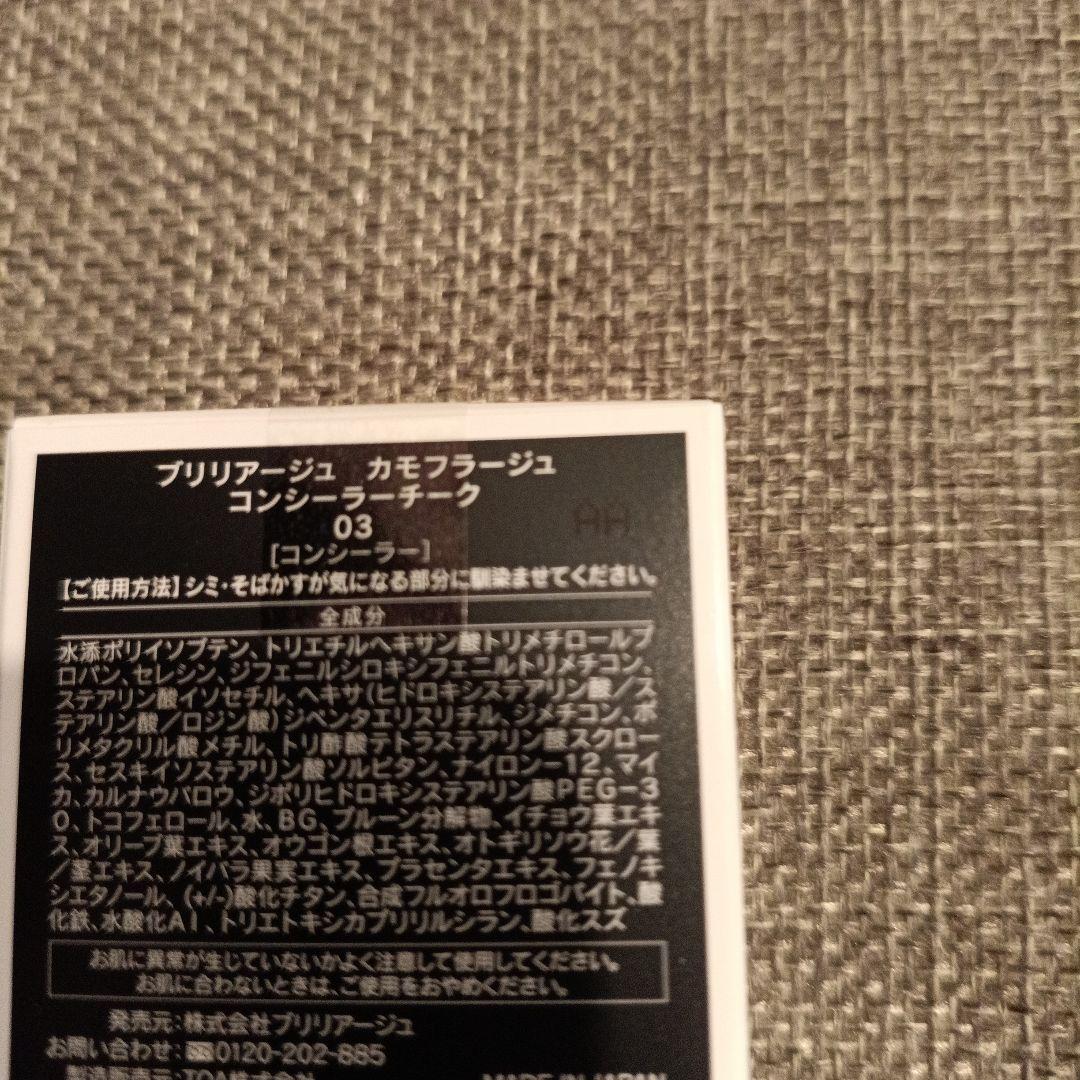 ブリリアージュ カモフラージュ
コンシーラーチーク
03
AA
[コンシーラー]
【ご使用方法】シミ・そばかすが気になる部分に馴染ませてください。
全成分
水添ポリイソブテン、トリエチルヘキサン酸トリメチロールプ
ロパン、セレシン、ジフェニルシロキシフェニルトリメチコン、
ステアリン酸イソセチル、ヘキサ(ヒドロキシステアリン酸/ス
テアリン酸/ロジン酸)ジペンタエリスリチル、ジメチコン、ポ
リメタクリル酸メチル、トリ酢酸テトラステアリン酸スクロー
ス、セスキイソステアリン酸ソルビタン、ナイロン-12、マイ
カ、カルナウバロウ、ジポリヒドロキシステアリン酸PEG-3
0、トコフェロール、水、BG、プルーン分解物、イチョウ葉エキ
ス、オリーブ葉エキス、オウゴン根エキス、オトギリソウ花/葉
/茎エキス、ノイバラ果実エキス、プラセンタエキス、フェノキ
シエタノール、(+/-)酸化チタン、合成フルオロフロゴパイト、酸
化鉄、水酸化Al、トリエトキシカプリリルシラン、酸化スズ
お肌に異常が生じていないかよく注意して使用してください。
お肌に合わないときは、ご使用をおやめください。
発売元:株式会社ブリリアージュ
お問い合わせ:0120-202-885
製造販売元:TOA株式会社
MADE IN JAPAN